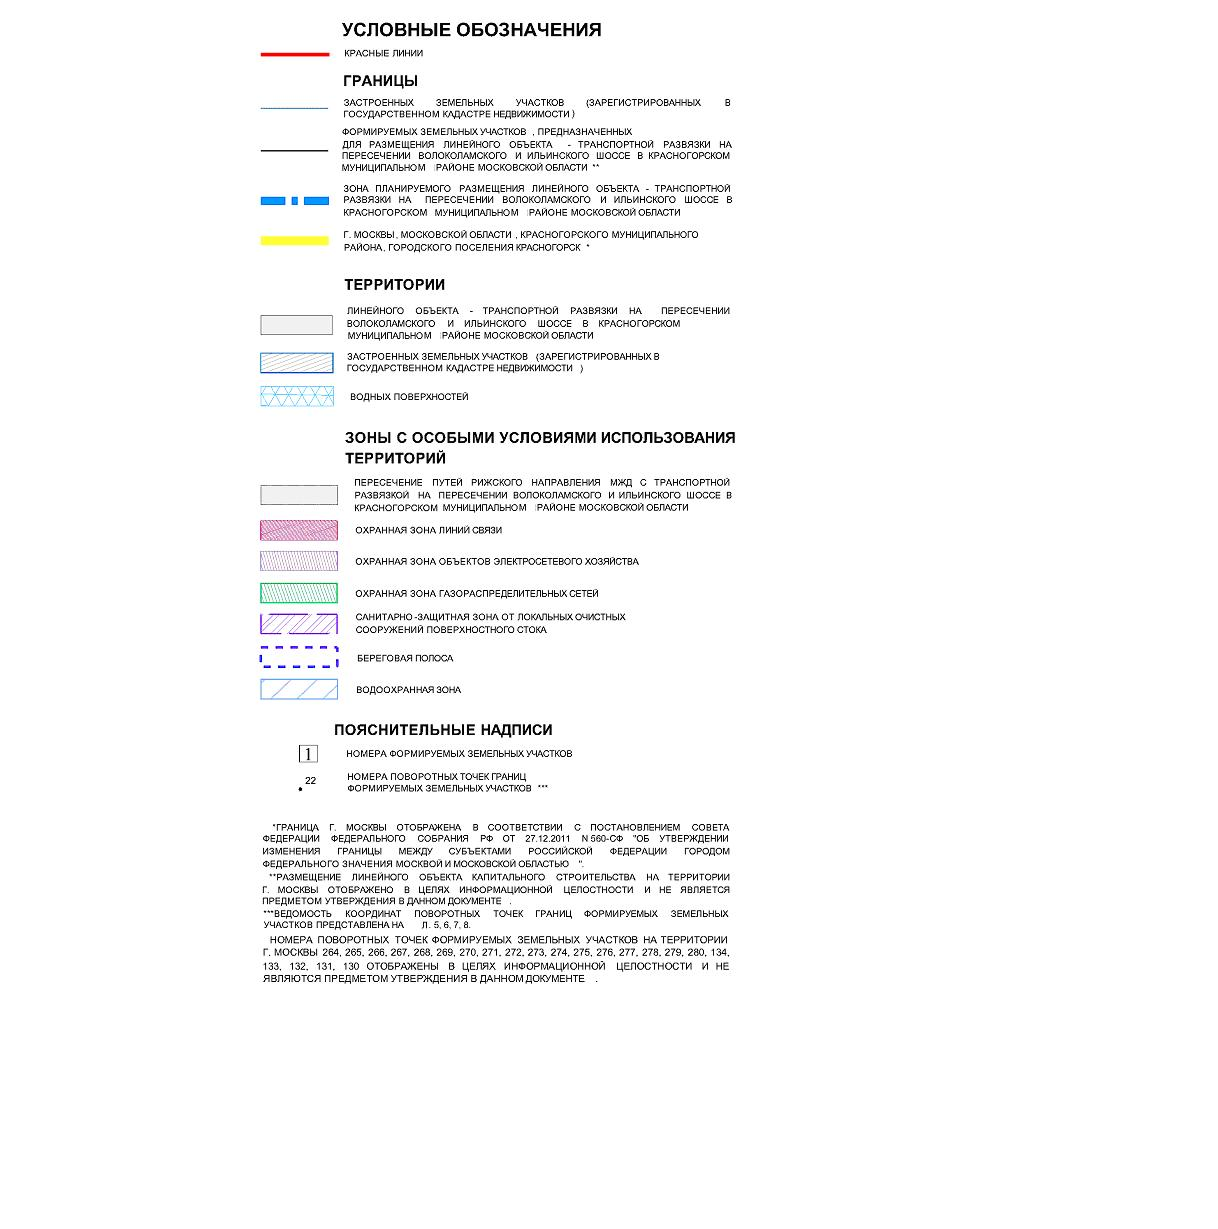 УСЛОВНЫЕ ОБОЗНАЧЕНИЯ
КРАСНЫЕ ЛИНИИ
ГРАНИЦЫ
ЗАСТРОЕННЫХ ЗЕМЕЛЬНЫХ УЧАСТКОВ (ЗАРЕГИСТРИРОВАННЫХ В
ГОСУДАРСТВЕННОМ КАДАСТРЕ НЕДВИЖИМОСТИ )
ФОРМИРУЕМЫХ ЗЕМЕЛЬНЫХ УЧАСТКОВ , ПРЕДНАЗНАЧЕННЫХ
ДЛЯ РАЗМЕЩЕНИЯ ЛИНЕЙНОГО ОБЪЕКТА - ТРАНСПОРТНОЙ РАЗВЯЗКИ НА
ПЕРЕСЕЧЕНИИ ВОЛОКОЛАМСКОГО И ИЛЬИНСКОГО ШОССЕ В КРАСНОГОРСКОМ
МУНИЦИПАЛЬНОМ РАЙОНЕ МОСКОВСКОЙ ОБЛАСТИ **
ЗОНА ПЛАНИРУЕМОГО РАЗМЕЩЕНИЯ ЛИНЕЙНОГО ОБЪЕКТА - ТРАНСПОРТНОЙ
РАЗВЯЗКИ НА ПЕРЕСЕЧЕНИИ ВОЛОКОЛАМСКОГО И ИЛЬИНСКОГО ШОССЕ В
КРАСНОГОРСКОМ МУНИЦИПАЛЬНОМ РАЙОНЕ МОСКОВСКОЙ ОБЛАСТИ
Г. МОСКВЫ, МОСКОВСКОЙ ОБЛАСТИ , КРАСНОГОРСКОГО МУНИЦИПАЛЬНОГО
РАЙОНА, ГОРОДСКОГО ПОСЕЛЕНИЯ КРАСНОГОРСК *
ТЕРРИТОРИИ
ЛИНЕЙНОГО ОБЪЕКТА - ТРАНСПОРТНОЙ РАЗВЯЗКИ НА ПЕРЕСЕЧЕНИИ
ВОЛОКОЛАМСКОГО И ИЛЬИНСКОГО ШОССЕ В КРАСНОГОРСКОМ
МУНИЦИПАЛЬНОМ РАЙОНЕ МОСКОВСКОЙ ОБЛАСТИ
ЗАСТРОЕННЫХ ЗЕМЕЛЬНЫХ УЧАСТКОВ (ЗАРЕГИСТРИРОВАННЫХ В
ГОСУДАРСТВЕННОМ КАДАСТРЕ НЕДВИЖИМОСТИ )
ВОДНЫХ ПОВЕРХНОСТЕЙ
ЗОНЫ С ОСОБЫМИ УСЛОВИЯМИ ИСПОЛЬЗОВАНИЯ
ТЕРРИТОРИЙ
ПЕРЕСЕЧЕНИЕ ПУТЕЙ РИЖСКОГО НАПРАВЛЕНИЯ МЖД С ТРАНСПОРТНОЙ
РАЗВЯЗКОЙ НА ПЕРЕСЕЧЕНИИ ВОЛОКОЛАМСКОГО И ИЛЬИНСКОГО ШОССЕ В
КРАСНОГОРСКОМ МУНИЦИПАЛЬНОМ РАЙОНЕ МОСКОВСКОЙ ОБЛАСТИ
ОХРАННАЯ ЗОНА ЛИНИЙ СВЯЗИ
ОХРАННАЯ ЗОНА ОБЪЕКТОВ ЭЛЕКТРОСЕТЕВОГО ХОЗЯЙСТВА
ОХРАННАЯ ЗОНА ГАЗОРАСПРЕДЕЛИТЕЛЬНЫХ СЕТЕЙ
САНИТАРНО-ЗАЩИТНАЯ ЗОНА ОТ ЛОКАЛЬНЫХ ОЧИСТНЫХ
СООРУЖЕНИЙ ПОВЕРХНОСТНОГО СТОКА
БЕРЕГОВАЯ ПОЛОСА
ВОДООХРАННАЯ ЗОНА
ПОЯСНИТЕЛЬНЫЕ НАДПИСИ
1 НОМЕРА ФОРМИРУЕМЫХ ЗЕМЕЛЬНЫХ УЧАСТКОВ
22 НОМЕРА ПОВОРОТНЫХ ТОЧЕК ГРАНИЦ
ФОРМИРУЕМЫХ ЗЕМЕЛЬНЫХ УЧАСТКОВ ***
*ГРАНИЦА Г. МОСКВЫ ОТОБРАЖЕНА В СООТВЕТСТВИИ С ПОСТАНОВЛЕНИЕМ СОВЕТА
ФЕДЕРАЦИИ ФЕДЕРАЛЬНОГО СОБРАНИЯ РФ ОТ 27.12.2011 N 560-СФ "ОБ УТВЕРЖДЕНИИ
ИЗМЕНЕНИЯ ГРАНИЦЫ МЕЖДУ СУБЪЕКТАМИ РОССИЙСКОЙ ФЕДЕРАЦИИ ГОРОДОМ
ФЕДЕРАЛЬНОГО ЗНАЧЕНИЯ МОСКВОЙ И МОСКОВСКОЙ ОБЛАСТЬЮ ".
**РАЗМЕЩЕНИЕ ЛИНЕЙНОГО ОБЪЕКТА КАПИТАЛЬНОГО СТРОИТЕЛЬСТВА НА ТЕРРИТОРИИ
Г. МОСКВЫ ОТОБРАЖЕНО В ЦЕЛЯХ ИНФОРМАЦИОННОЙ ЦЕЛОСТНОСТИ И НЕ ЯВЛЯЕТСЯ
ПРЕДМЕТОМ УТВЕРЖДЕНИЯ В ДАННОМ ДОКУМЕНТЕ .
***ВЕДОМОСТЬ КООРДИНАТ ПОВОРОТНЫХ ТОЧЕК ГРАНИЦ ФОРМИРУЕМЫХ ЗЕМЕЛЬНЫХ
УЧАСТКОВ ПРЕДСТАВЛЕНА НА Л. 5, 6, 7, 8.
НОМЕРА ПОВОРОТНЫХ ТОЧЕК ФОРМИРУЕМЫХ ЗЕМЕЛЬНЫХ УЧАСТКОВ НА ТЕРРИТОРИИ
Г. МОСКВЫ 264, 265, 266, 267, 268, 269, 270, 271, 272, 273, 274, 275, 276, 277, 278, 279, 280, 134,
133, 132, 131, 130 ОТОБРАЖЕНЫ В ЦЕЛЯХ ИНФОРМАЦИОННОЙ ЦЕЛОСТНОСТИ И НЕ
ЯВЛЯЮТСЯ ПРЕДМЕТОМ УТВЕРЖДЕНИЯ В ДАННОМ ДОКУМЕНТЕ .